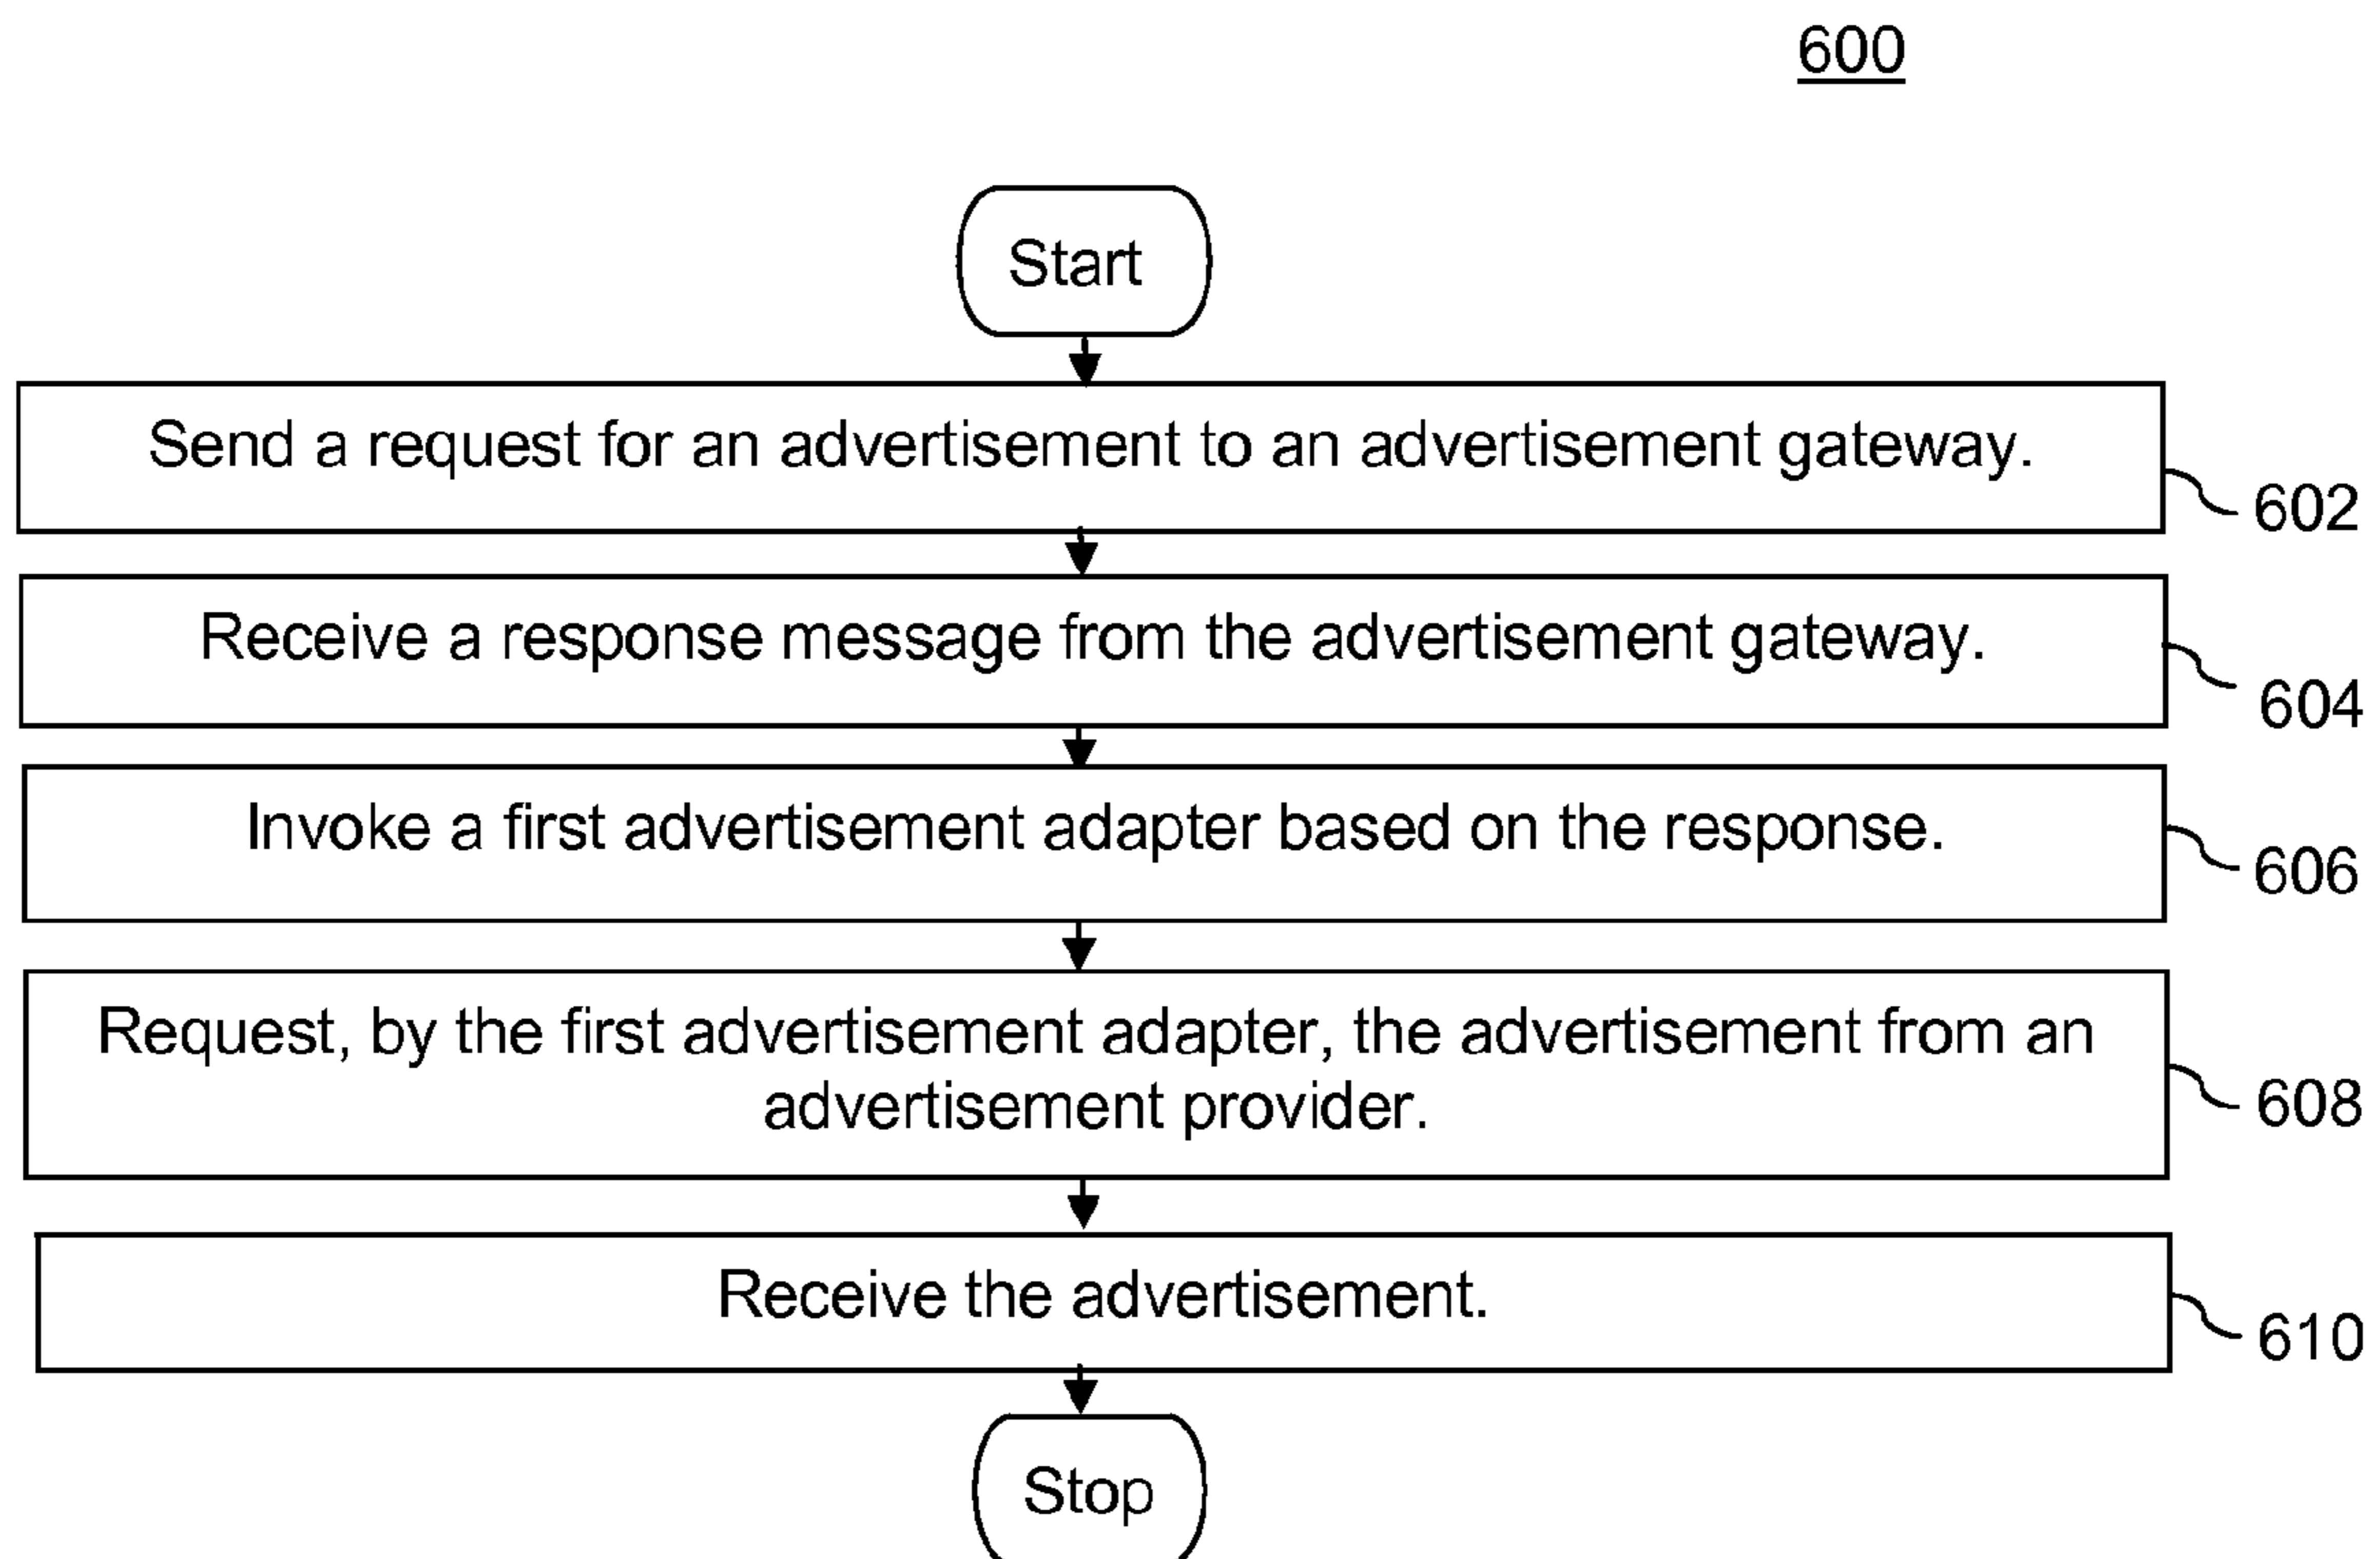 600
Start
Send a request for an advertisement to an advertisement gateway.
602
Receive a response message from the advertisement gateway.
604
Invoke a first advertisement adapter based on the response.
606
Request, by the first advertisement adapter, the advertisement from an
advertisement provider.
608
Receive the advertisement.
610
Stop